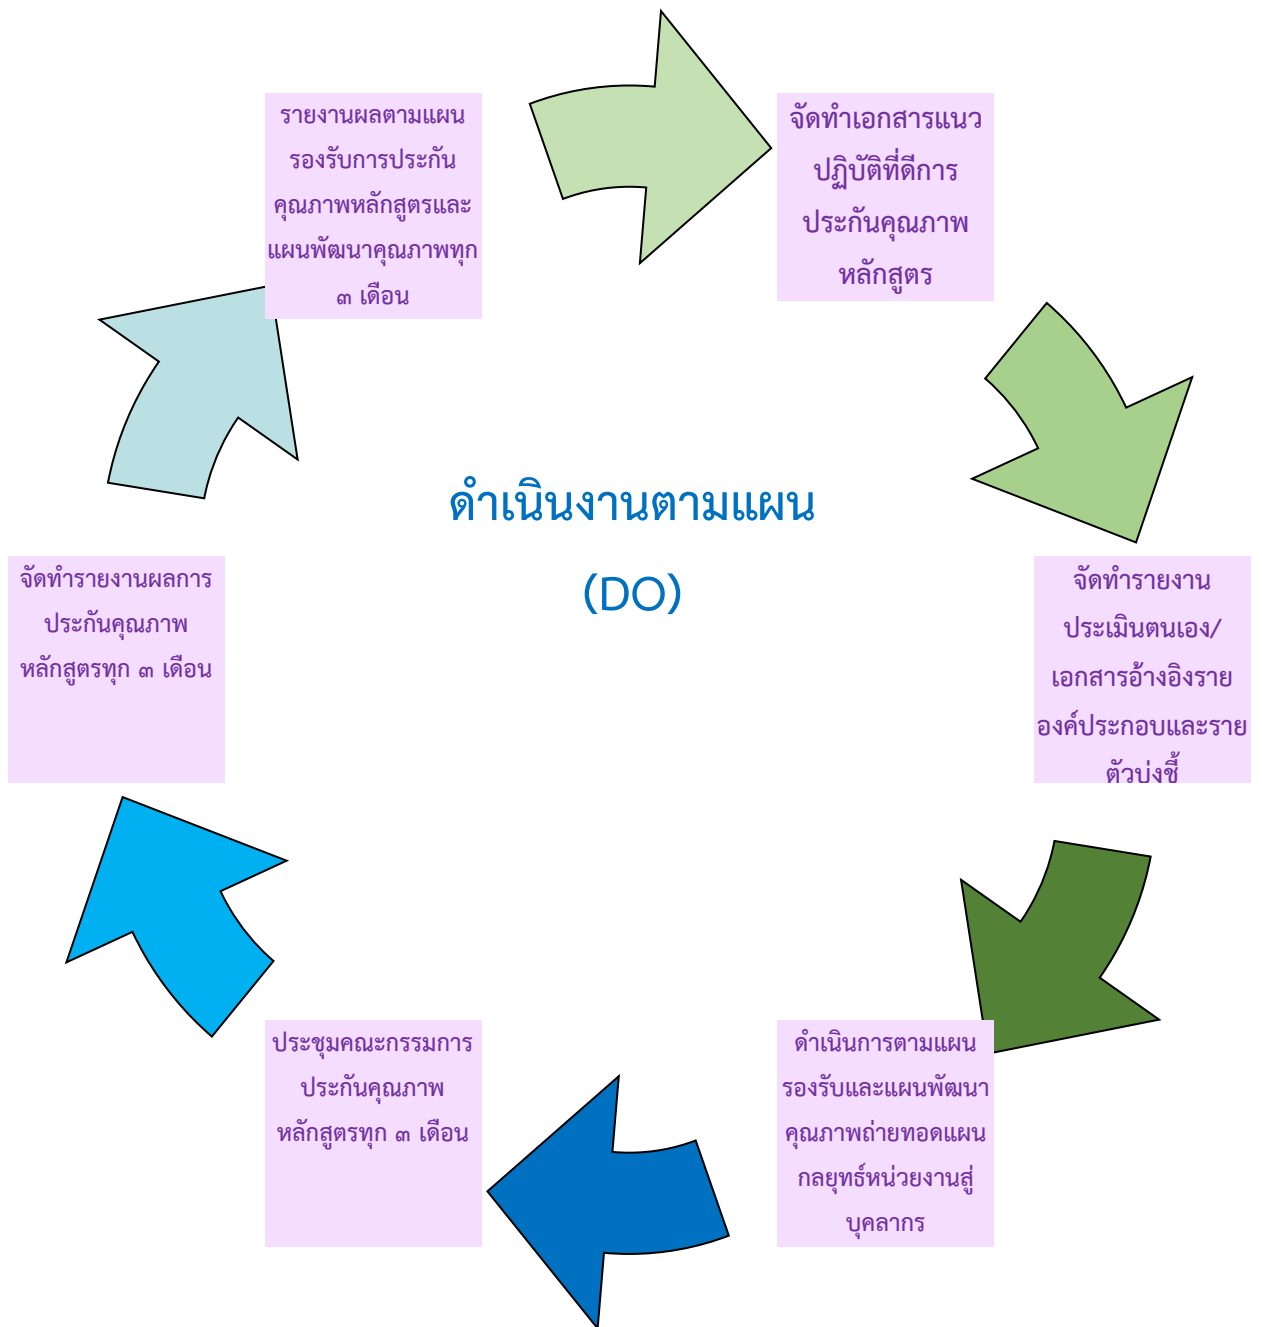 รายงานผลตามแผน
รองรับการประกัน
คุณภาพหลักสูตรและ
แผนพัฒนาคุณภาพทุก
๓ เดือน
จัดทำเอกสารแนว
ปฏิบัติที่ดีการ
ประกันคุณภาพ
หลักสูตร
ดำเนินงานตามแผน
(DO)
จัดทำรายงานผลการ
ประกันคุณภาพ
หลักสูตรทุก ๓ เดือน
จัดทำรายงาน
ประเมินตนเอง/
เอกสารอ้างอิงราย
องค์ประกอบและราย
ตัวบ่งชี้
ประชุมคณะกรรมการ
ประกันคุณภาพ
หลักสูตรทุก ๓ เดือน
ดำเนินการตามแผน
รองรับและแผนพัฒนา
คุณภาพถ่ายทอดแผน
กลยุทธ์หน่วยงานสู่
บุคลากร